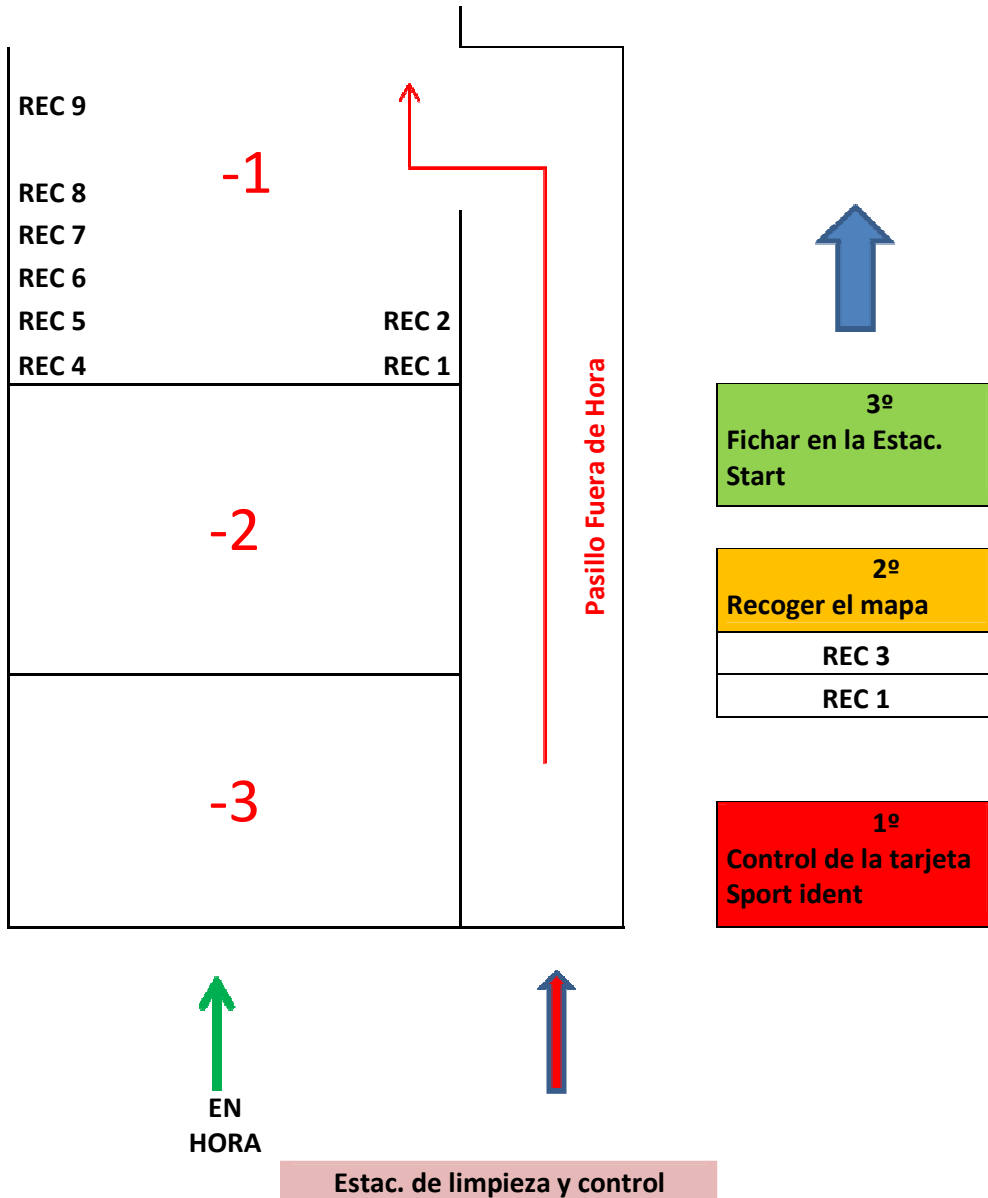 REC 9
-1
REC 8
REC 7
REC 6
REC 5
REC 2
REC 4
REC 1
-2
-3
Pasillo Fuera de Hora
3º
Fichar en la Estac.
Start
2º
Recoger el mapa
REC 3
REC 1
1º
Control de la tarjeta
Sport ident
EN
HORA
Estac. de limpieza y control